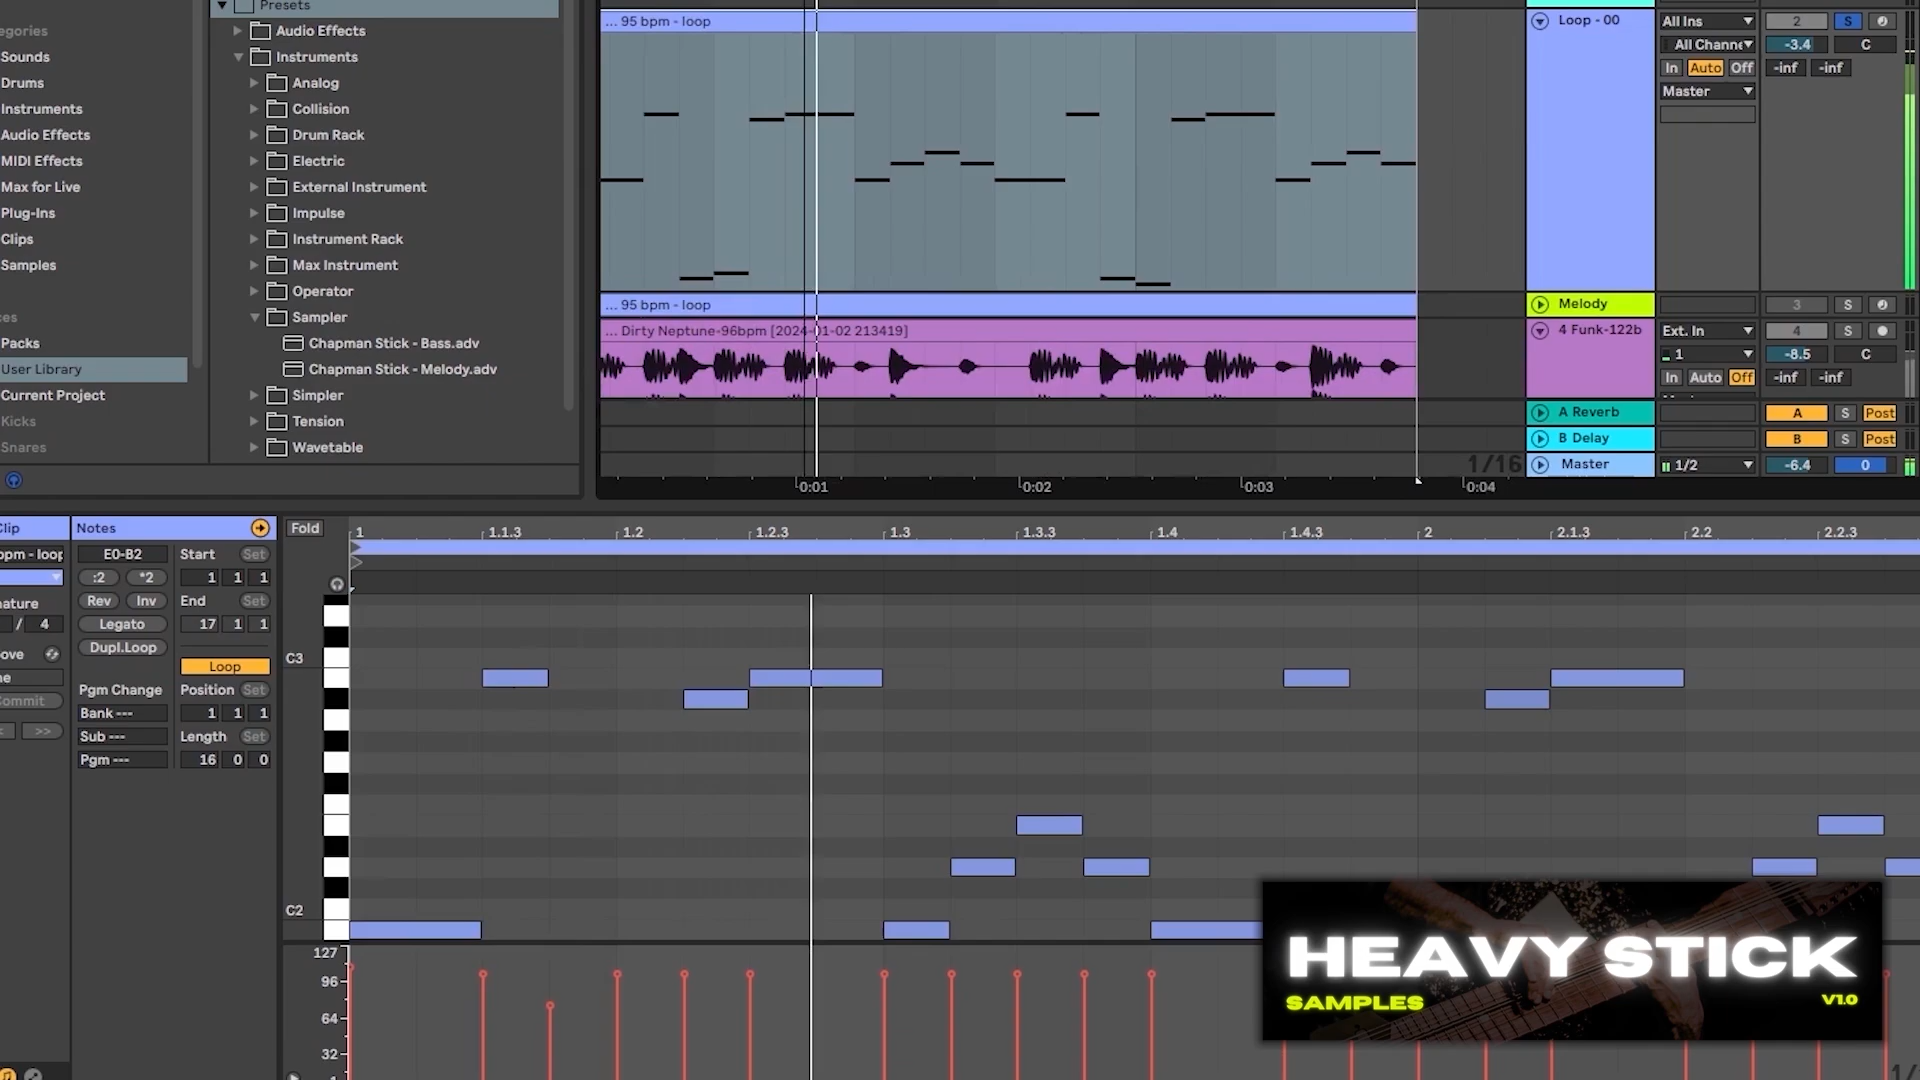 Presets
egories
Sounds
Drums
Instruments
Audio Effects
MIDI Effects
Max for Live
Plug-Ins
Clips
Samples
ces
Packs
User Library
Current Project
Kicks
Snares
Audio Effects
Instruments
Analog
Collision
Drum Rack
Electric
External Instrument
Impulse
Instrument Rack
Max Instrument
Operator
Sampler
Chapman Stick - Bass.adv
Chapman Stick - Melody.adv
Simpler
Tension
Wavetable
... 95 bpm - loop
... 95 bpm - loop
... Dirty Neptune-96bpm [2024-01-02 213419]
1/16
0:01 0:02 0:03 0:04
Loop - 00
Melody
4 Funk-122b
A Reverb
B Delay
Master
All Ins 2 S
All Channe -3.4 C
In Auto Off -inf -inf
Master
3 S
Ext. In 4 S
1 -8.5 C
In Auto Off -inf -inf
A S Post
B S Post
1/2 -6.4 0
Clip
bpm - loop
nature
/ 4
ove
ne
Commit
>>
Notes
E0-B2
:2 *2
Rev Inv
Legato
Dupl.Loop
Pgm Change
Bank ---
Sub ---
Pgm ---
Start Set
1 1 1
End Set
17 1 1
Loop
Position Set
1 1 1
Length Set
16 0 0
Fold
1 1.1.3 1.2 1.2.3 1.3 1.3.3 1.4 1.4.3 2 2.1.3 2.2 2.2.3
C3
C2
127
96
64
32
HEAVY STICK
SAMPLES V1.0